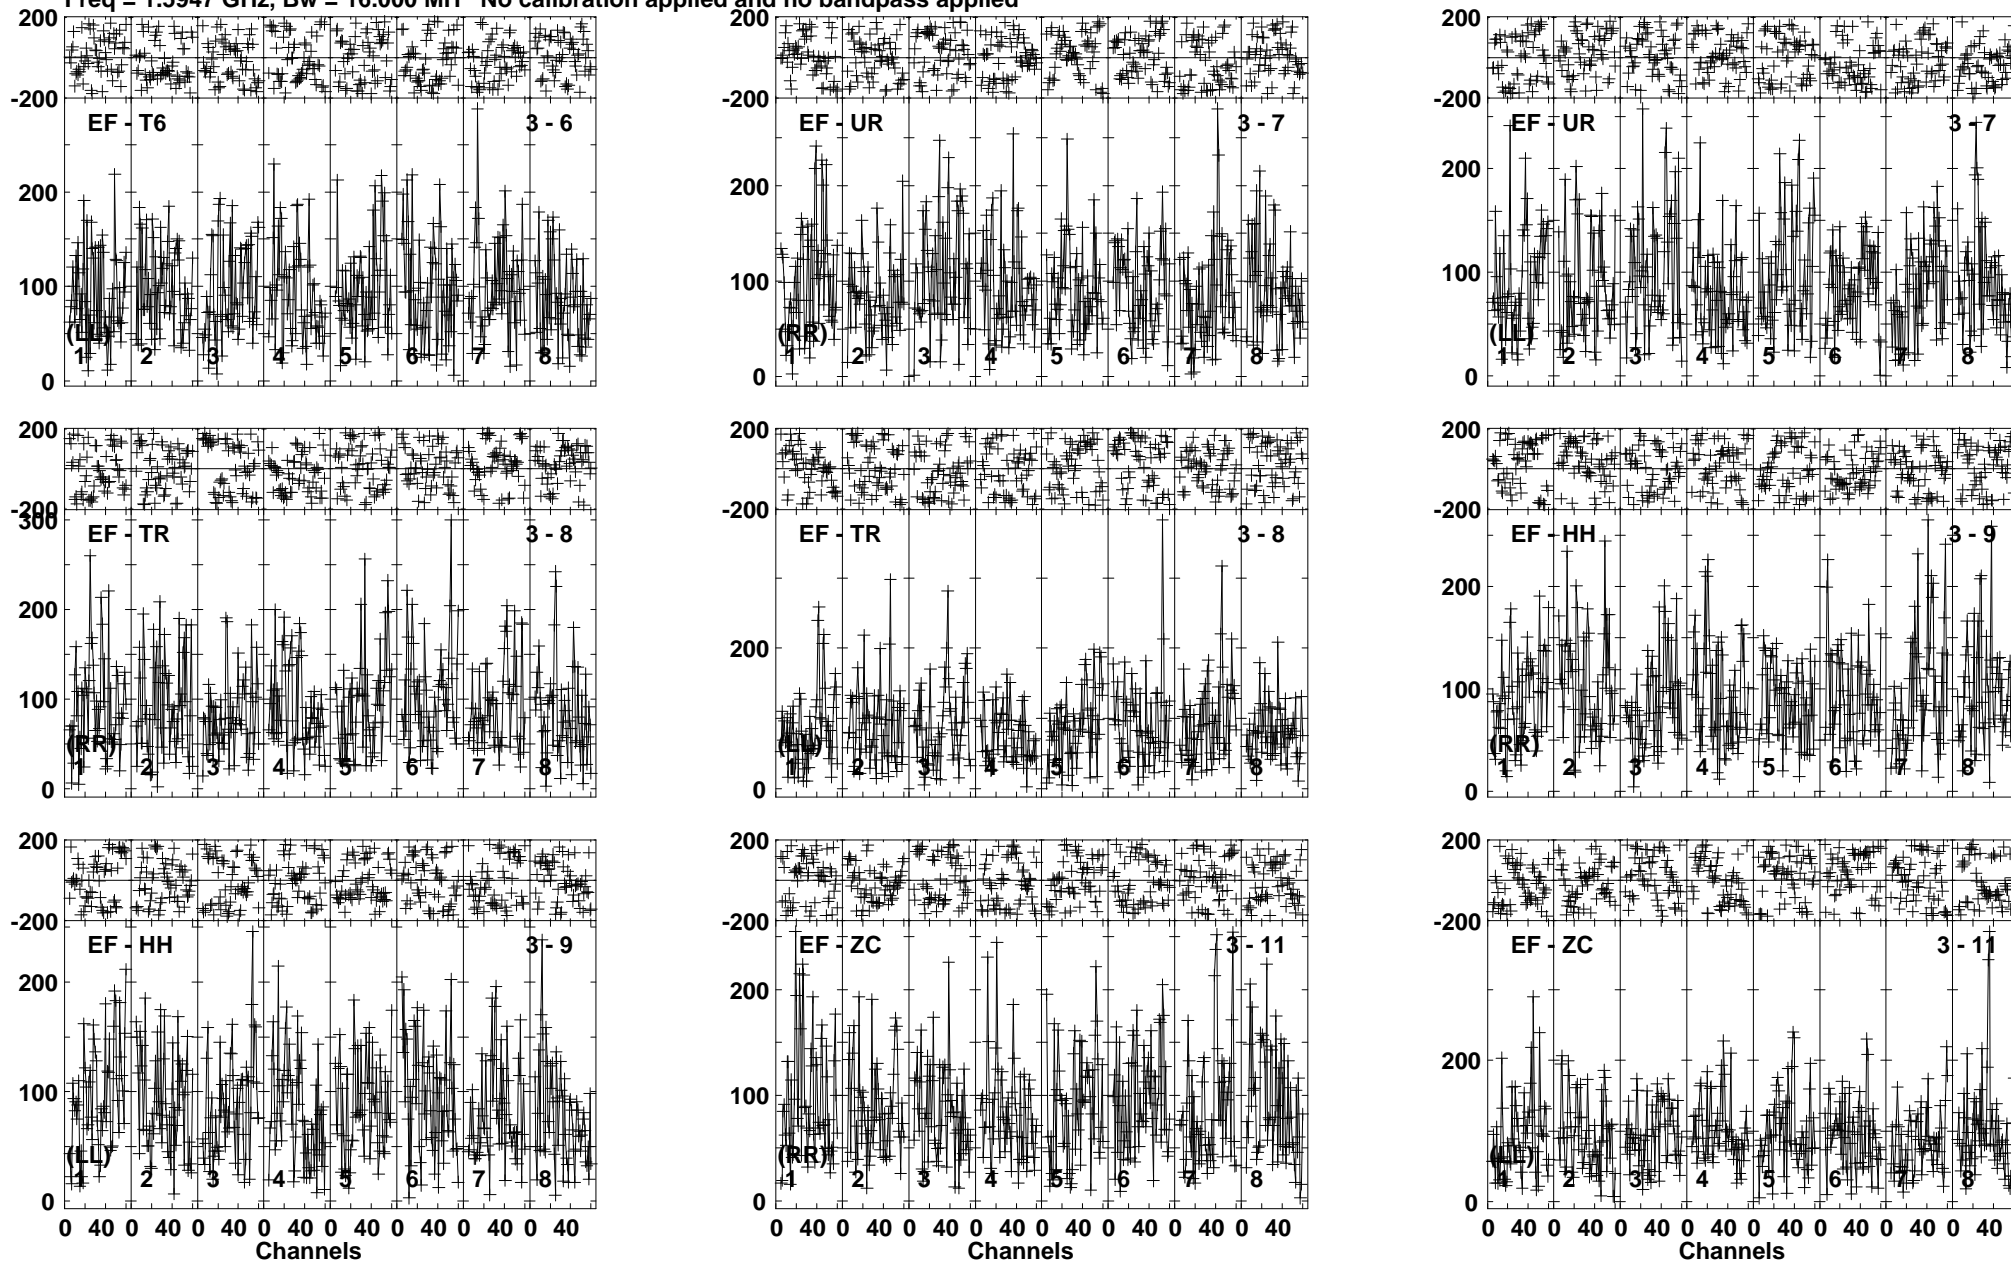 Freq = 1.5947 GHz, Bw = 16.000 MH No calibration applied and no bandpass applied
200 200 200
-200 -200 -200
EF - T6 3 - 6 EF - UR 3 - 7 EF - UR 3 - 7
200 200 200
100 100 100
(LL) (RR) (LL)
1 2 3 4 5 6 7 8 1 2 3 4 5 6 7 8 1 2 3 4 5 6 7 8
0 0 0
200 200 200
-200 -200 -200
300
EF - TR 3 - 8 EF - TR 3 - 8 EF - HH 3 - 9
200 200 200
100 100
(RR) (LL) (RR)
1 2 3 4 5 6 7 8 1 2 3 4 5 6 7 8 1 2 3 4 5 6 7 8
0 0 0
200 200 200
-200 -200 -200
EF - HH 3 - 9 EF - ZC 3 - 11 EF - ZC 3 - 11
200 200 200
100 100
(LL) (RR) (LL)
1 2 3 4 5 6 7 8 1 2 3 4 5 6 7 8 1 2 3 4 5 6 7 8
0 0 0
0 40 0 40 0 40 0 40 0 40 0 40 0 40 0 40 0 40 0 40 0 40 0 40 0 40 0 40 0 40 0 40 0 40 0 40 0 40 0 40 0 40 0 40 0 40 0 40
Channels Channels Channels